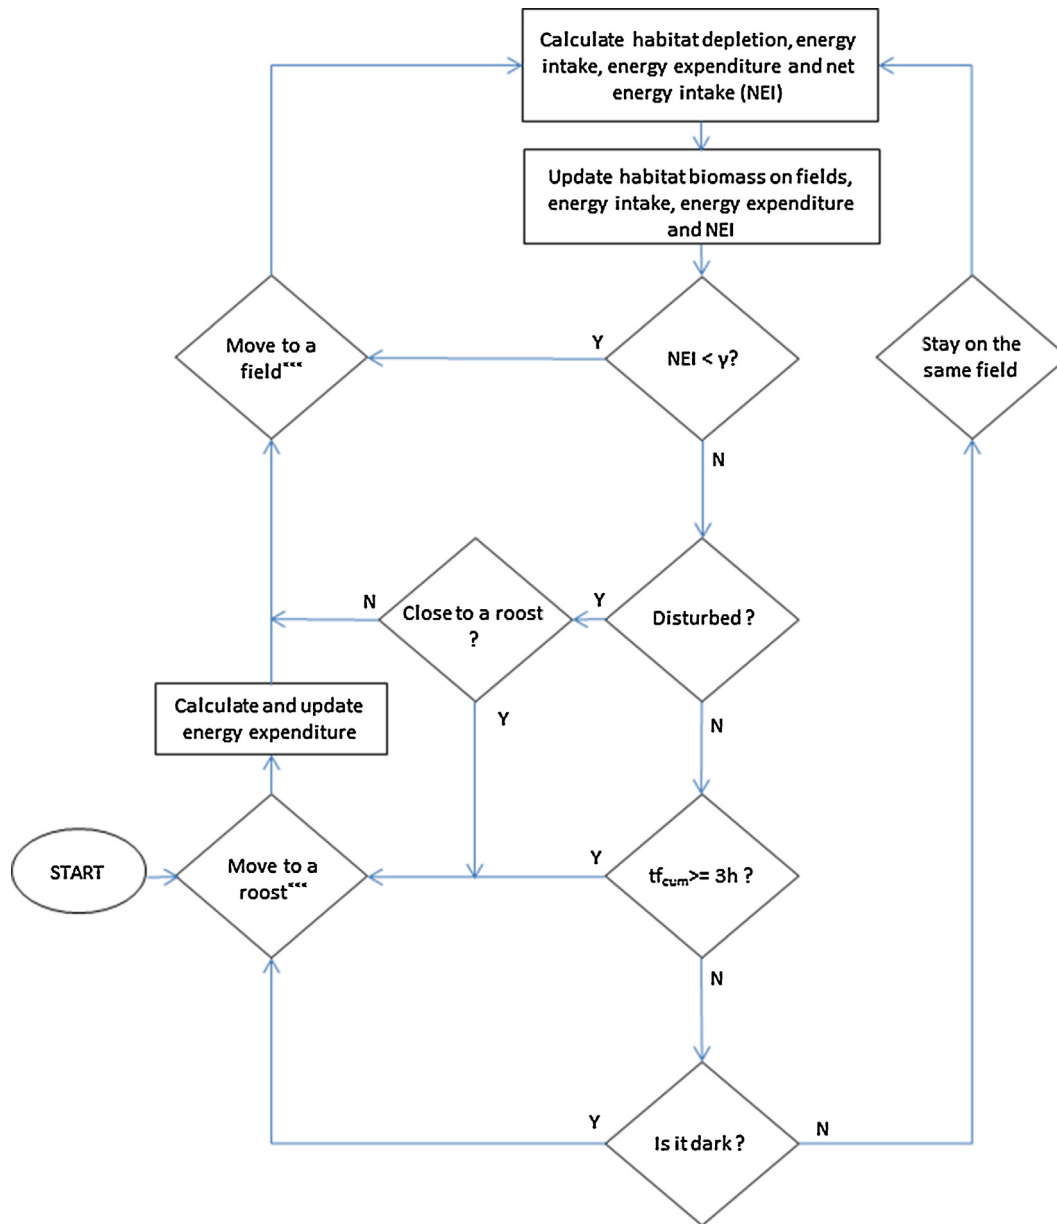 Calculate habitat depletion, energy
intake, energy expenditure and net
energy intake (NEI)
Update habitat biomass on fields,
energy intake, energy expenditure
and NEI
Move to a
field***
Y
NEI < γ?
Stay on the
same field
N
N
Close to a roost
?
Y
Disturbed ?
Calculate and update
energy expenditure
Y
N
START
Move to a
roost***
Y
tfcum>= 3h ?
N
Y
Is it dark ?
N